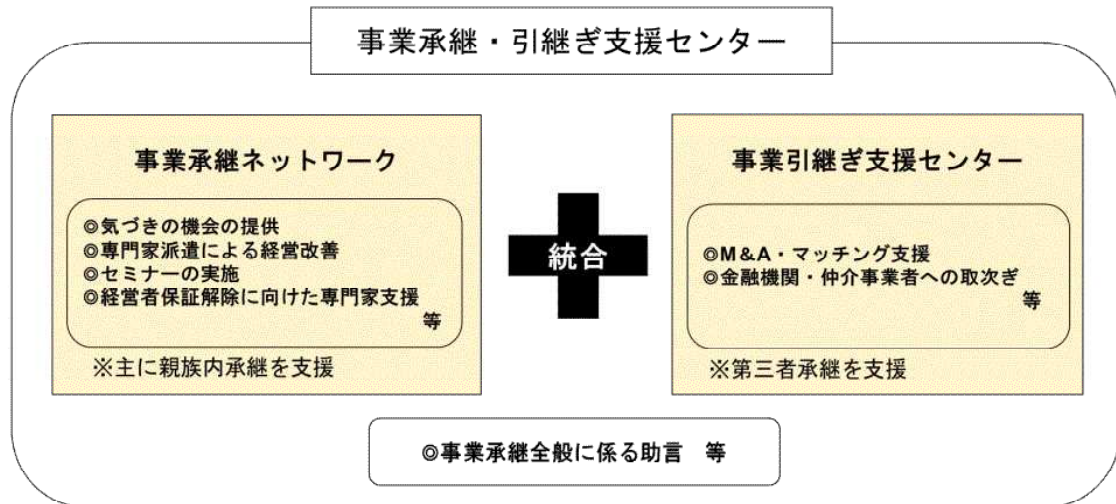 事業承継・引継ぎ支援センター
事業承継ネットワーク
◎気づきの機会の提供
◎専門家派遣による経営改善
◎セミナーの実施
◎経営者保証解除に向けた専門家支援
等
※主に親族内承継を支援
統合
事業引継ぎ支援センター
◎M&A・マッチング支援
◎金融機関・仲介事業者への取次ぎ
等
※第三者承継を支援
◎事業承継全般に係る助言　等